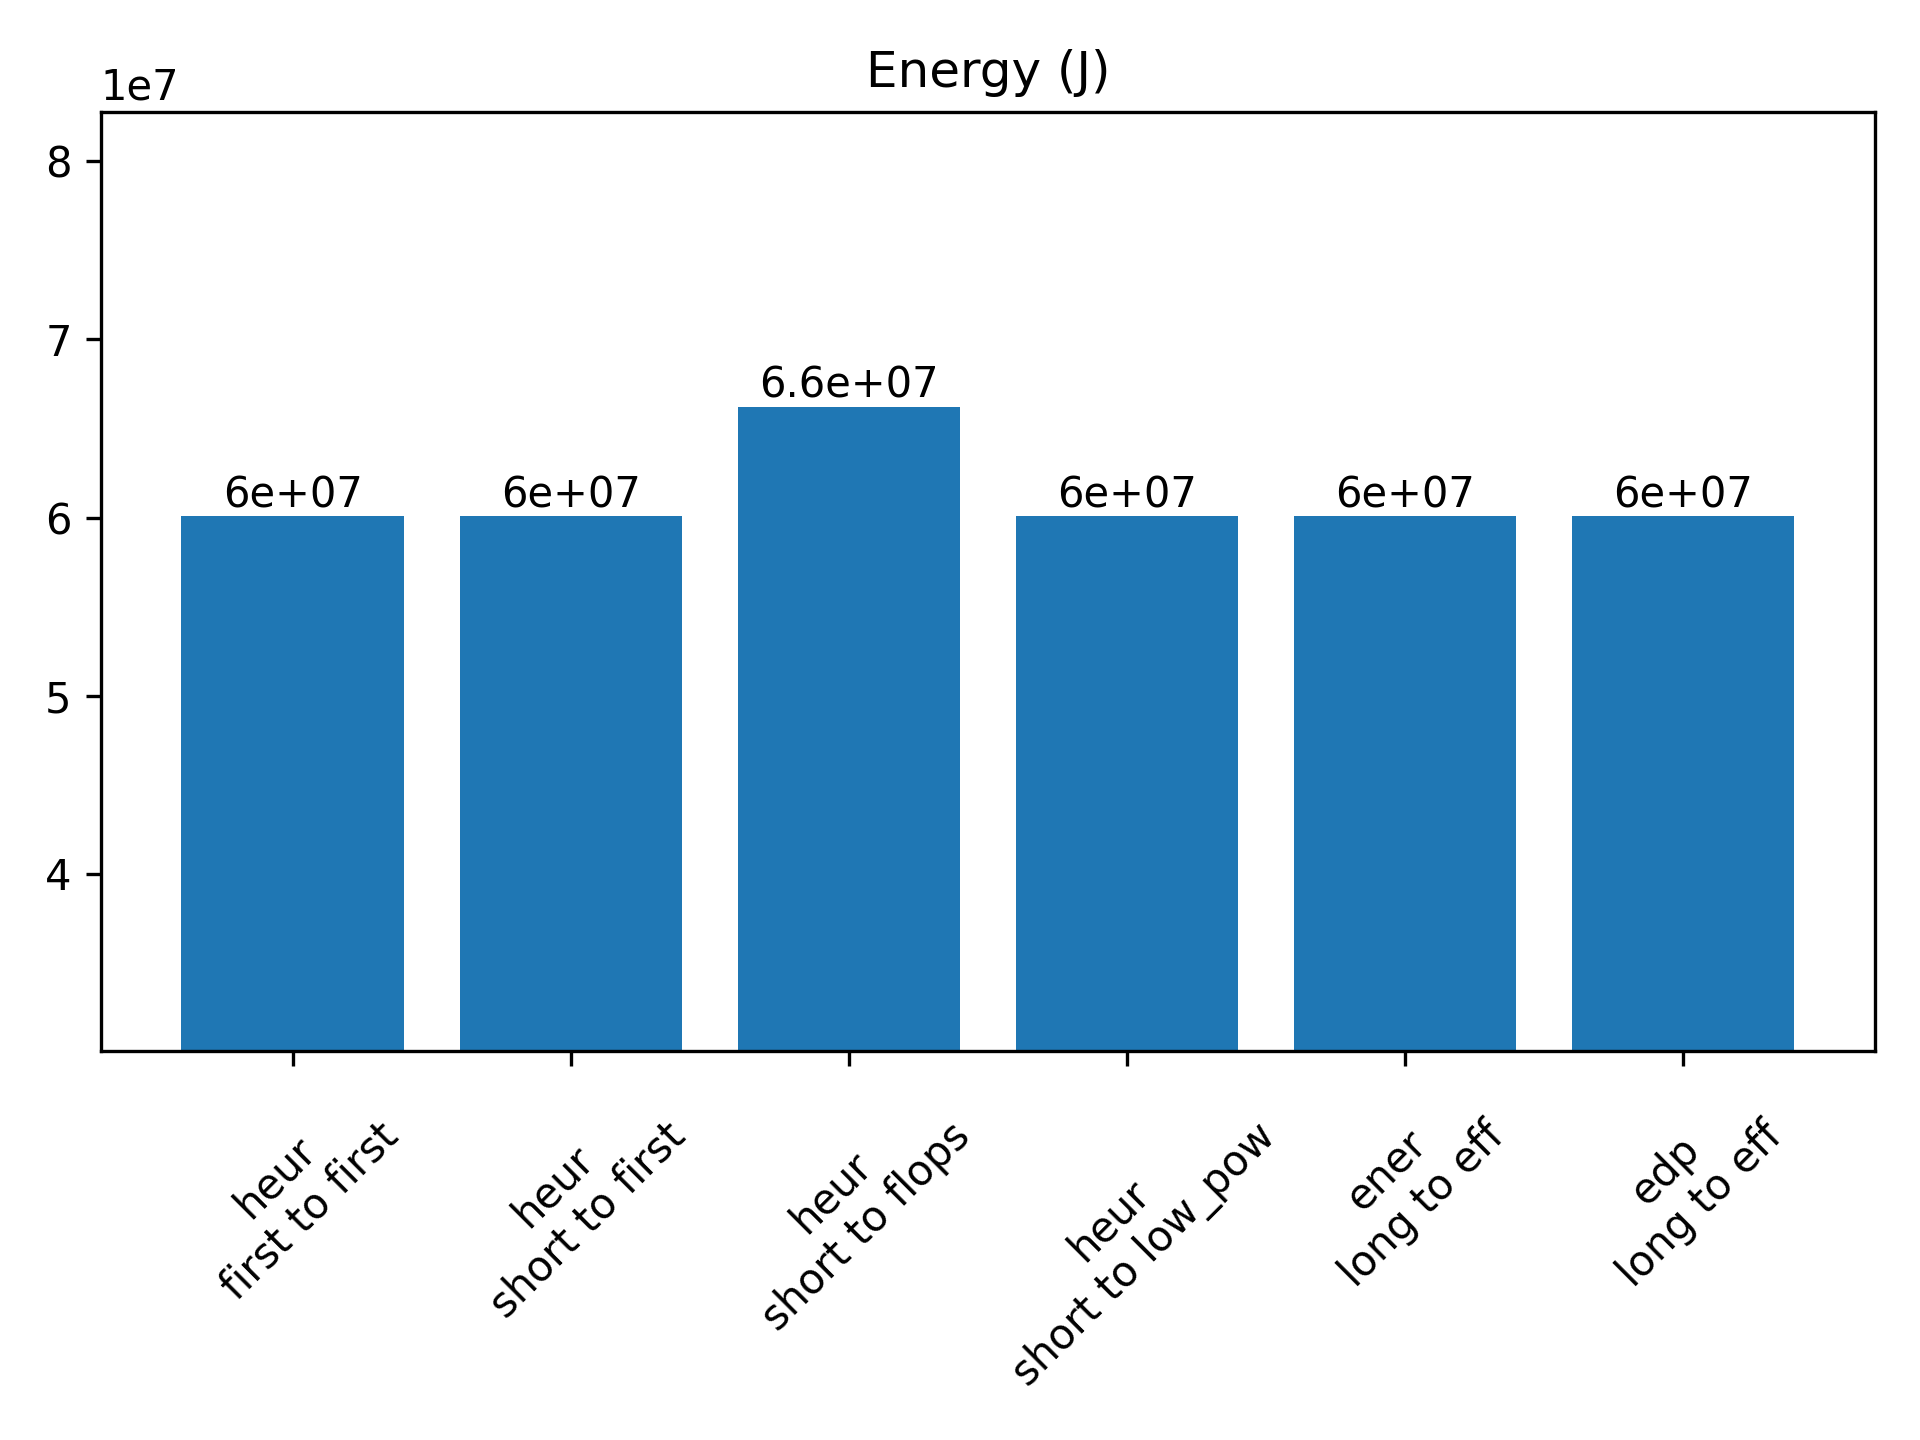 Energy (J)
1e7
8
7
6
5
4
6e+07
6e+07
6.6e+07
6e+07
6e+07
6e+07
heur
first to first
heur
short to first
heur
short to flops
heur
short to low_pow
ener
long to eff
edp
long to eff